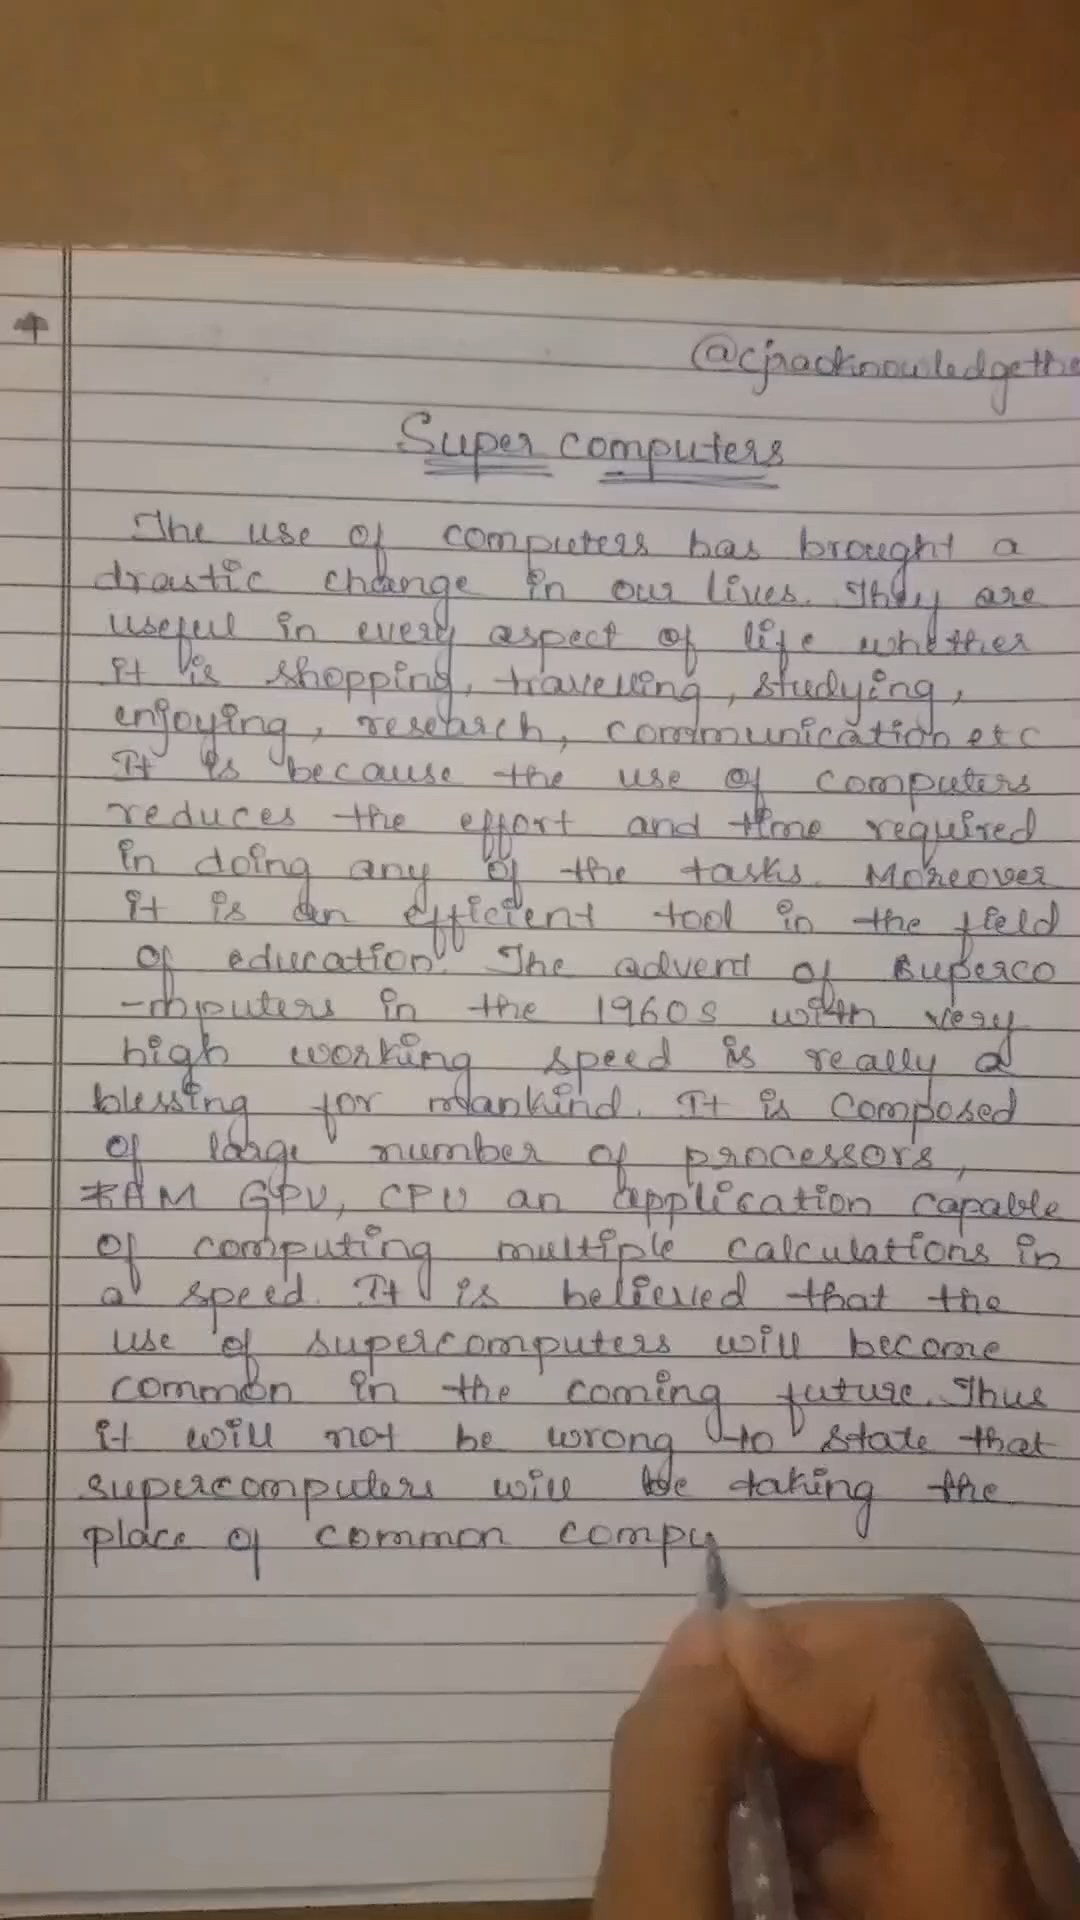 @cjracknowledgethe
Super computers
The use of computers has brought a
drastic change in our lives. They are
useful in every aspect of life whether
it is shopping, travelling, studying,
enjoying, research, communication etc
It is because the use of computers
reduces the effort and time required
in doing any of the tasks. Moreover
it is an efficient tool in the field
of education. The advent of superco
-mputers in the 1960s with very
high working speed is really a
blessing for mankind. It is composed
of large number of processors,
RAM GPU, CPU an application capable
of computing multiple calculations in
a speed. It is believed that the
use of supercomputers will become
common in the coming future. Thus
it will not be wrong to state that
supercomputers will be taking the
place of common compu